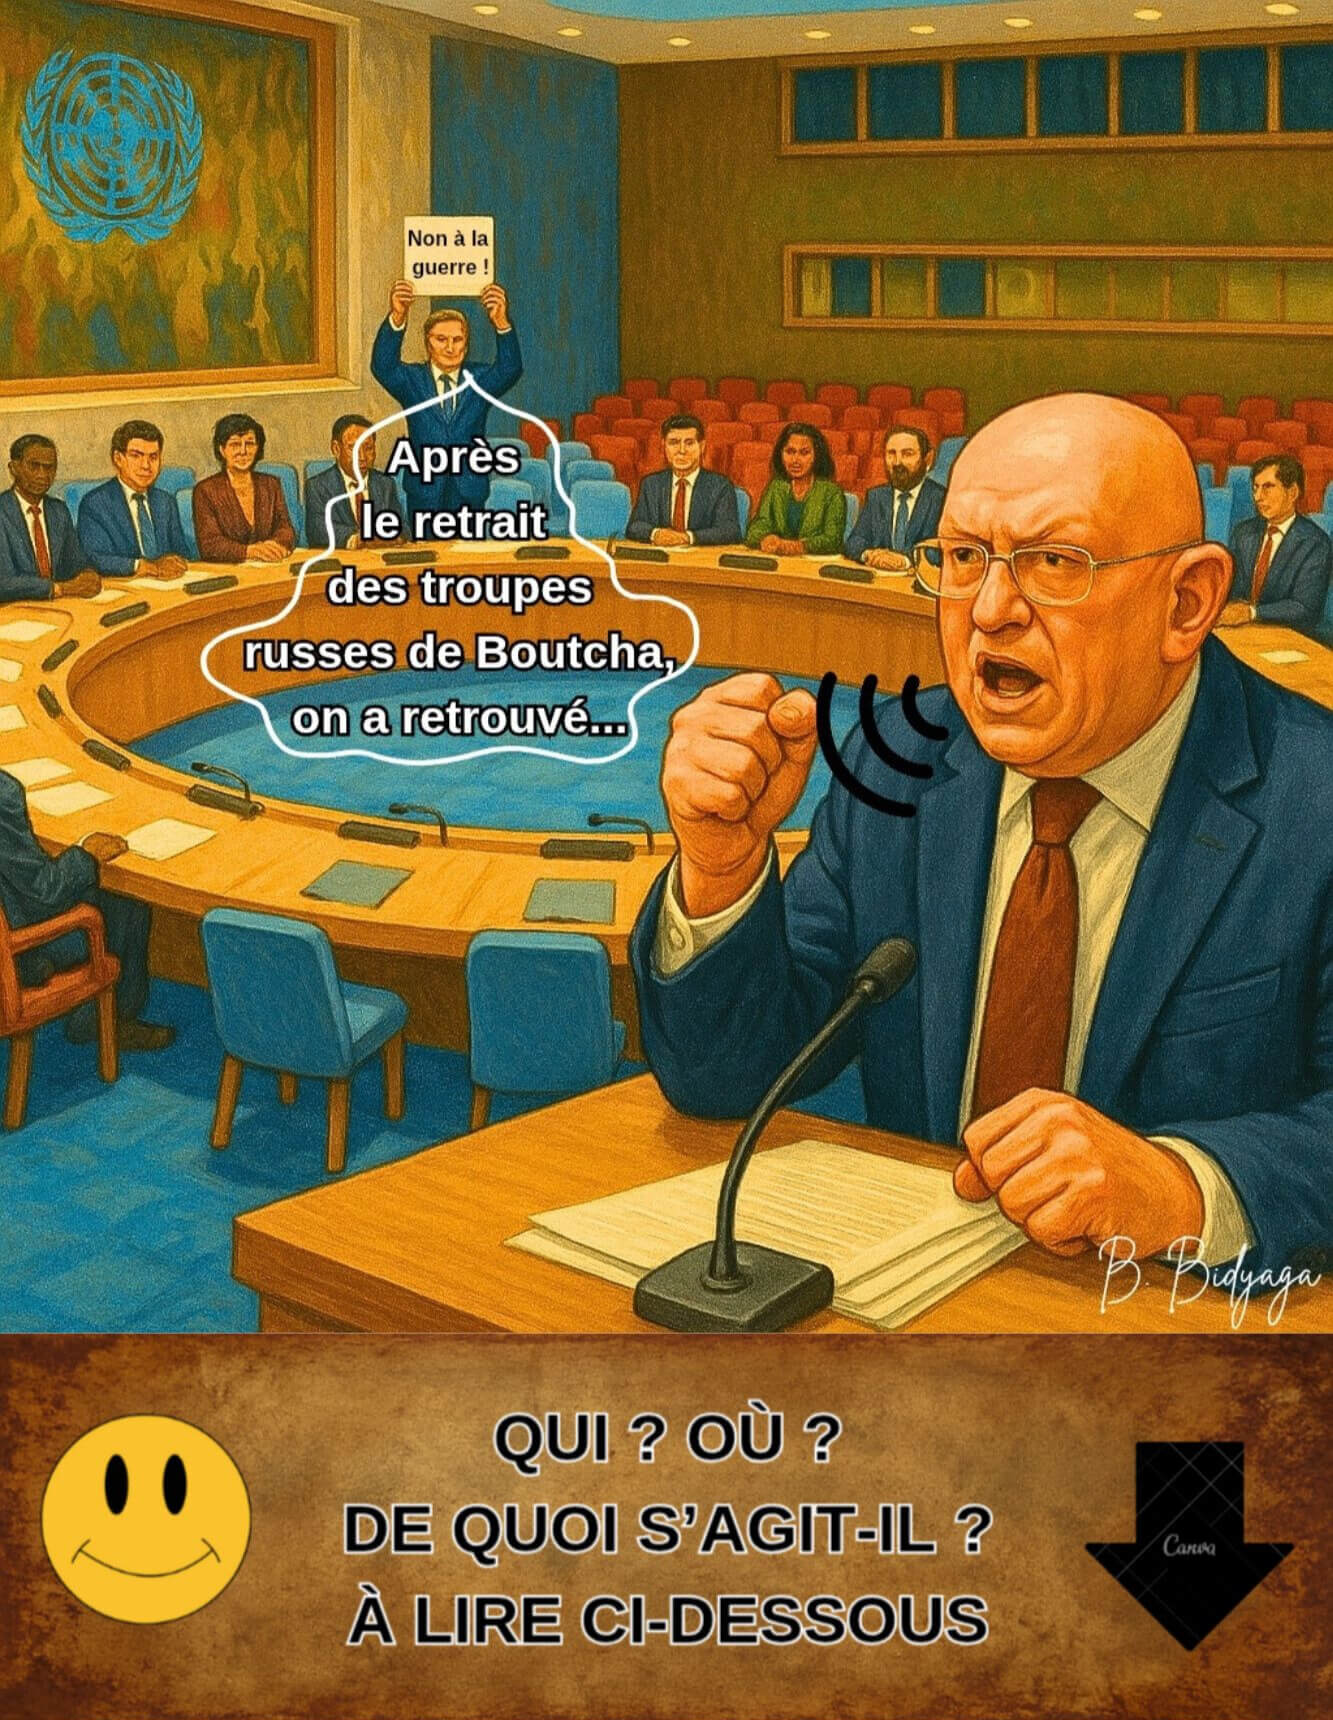 Non à la
guerre !
Après
le retrait
des troupes
russes de Boutcha,
on a retrouvé...
B. Bidyaga
QUI ? OÙ ?
DE QUOI S’AGIT-IL ?
À LIRE CI-DESSOUS
Canva